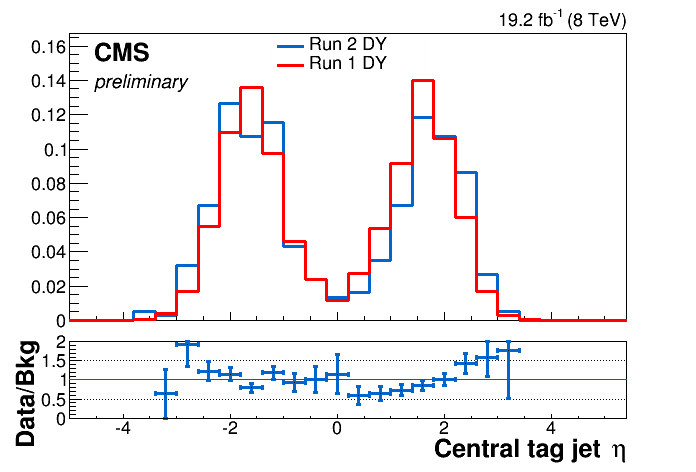 19.2 fb-1 (8 TeV)
CMS
preliminary
Run 2 DY
Run 1 DY
0.16
0.14
0.12
0.1
0.08
0.06
0.04
0.02
0
Data/Bkg
2
1.5
1
0.5
0
-4 -2 0 2 4
Central tag jet η